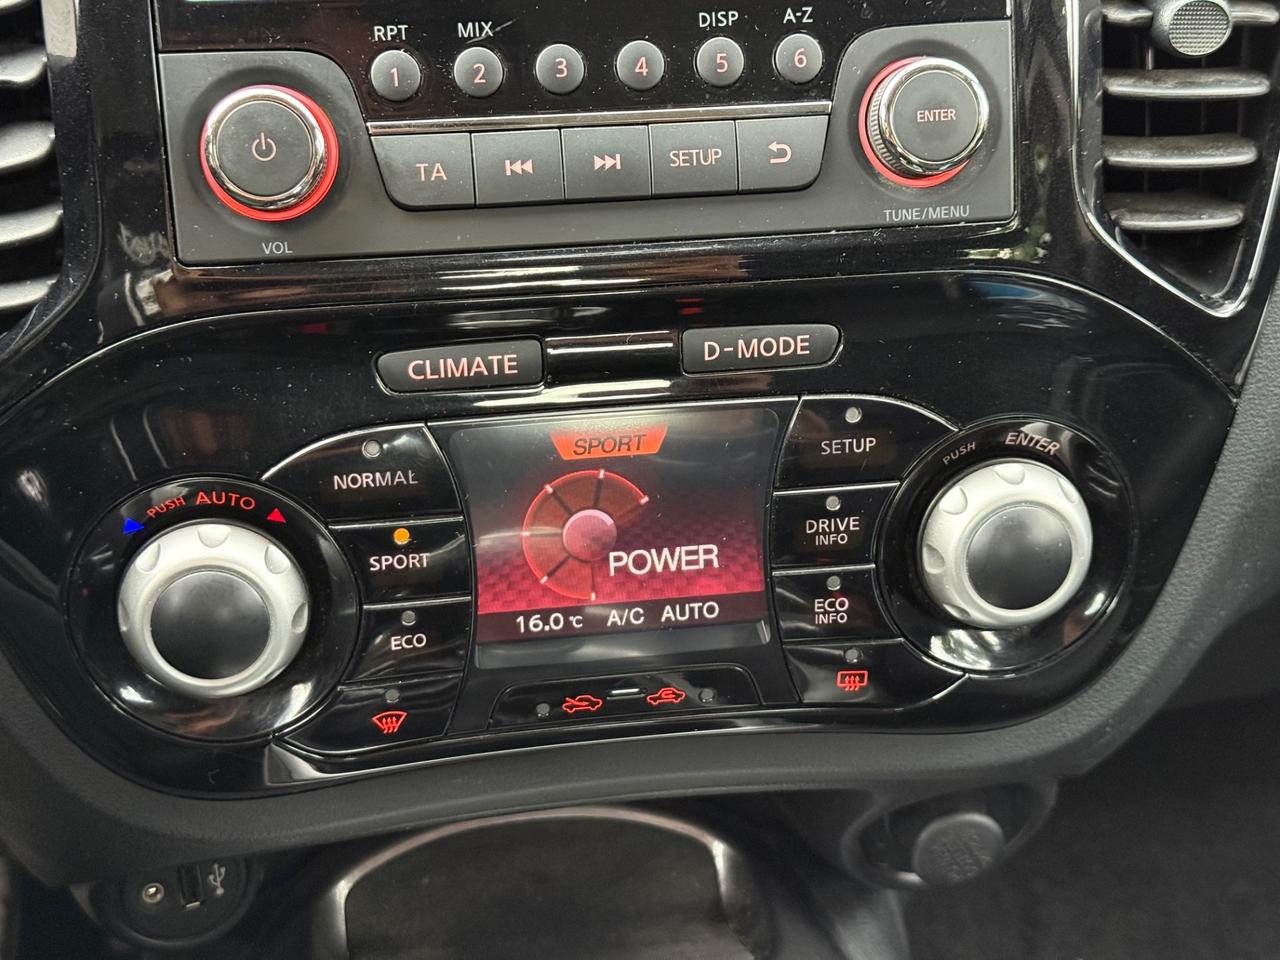 RPT MIX DISP A-Z
1 2 3 4 5 6
ENTER
TA SETUP
VOL
TUNE/MENU
CLIMATE D-MODE
PUSH AUTO
NORMAL
SPORT
ECO
SPORT
POWER
16.0 °C A/C AUTO
SETUP
DRIVE
INFO
ECO
INFO
PUSH ENTER